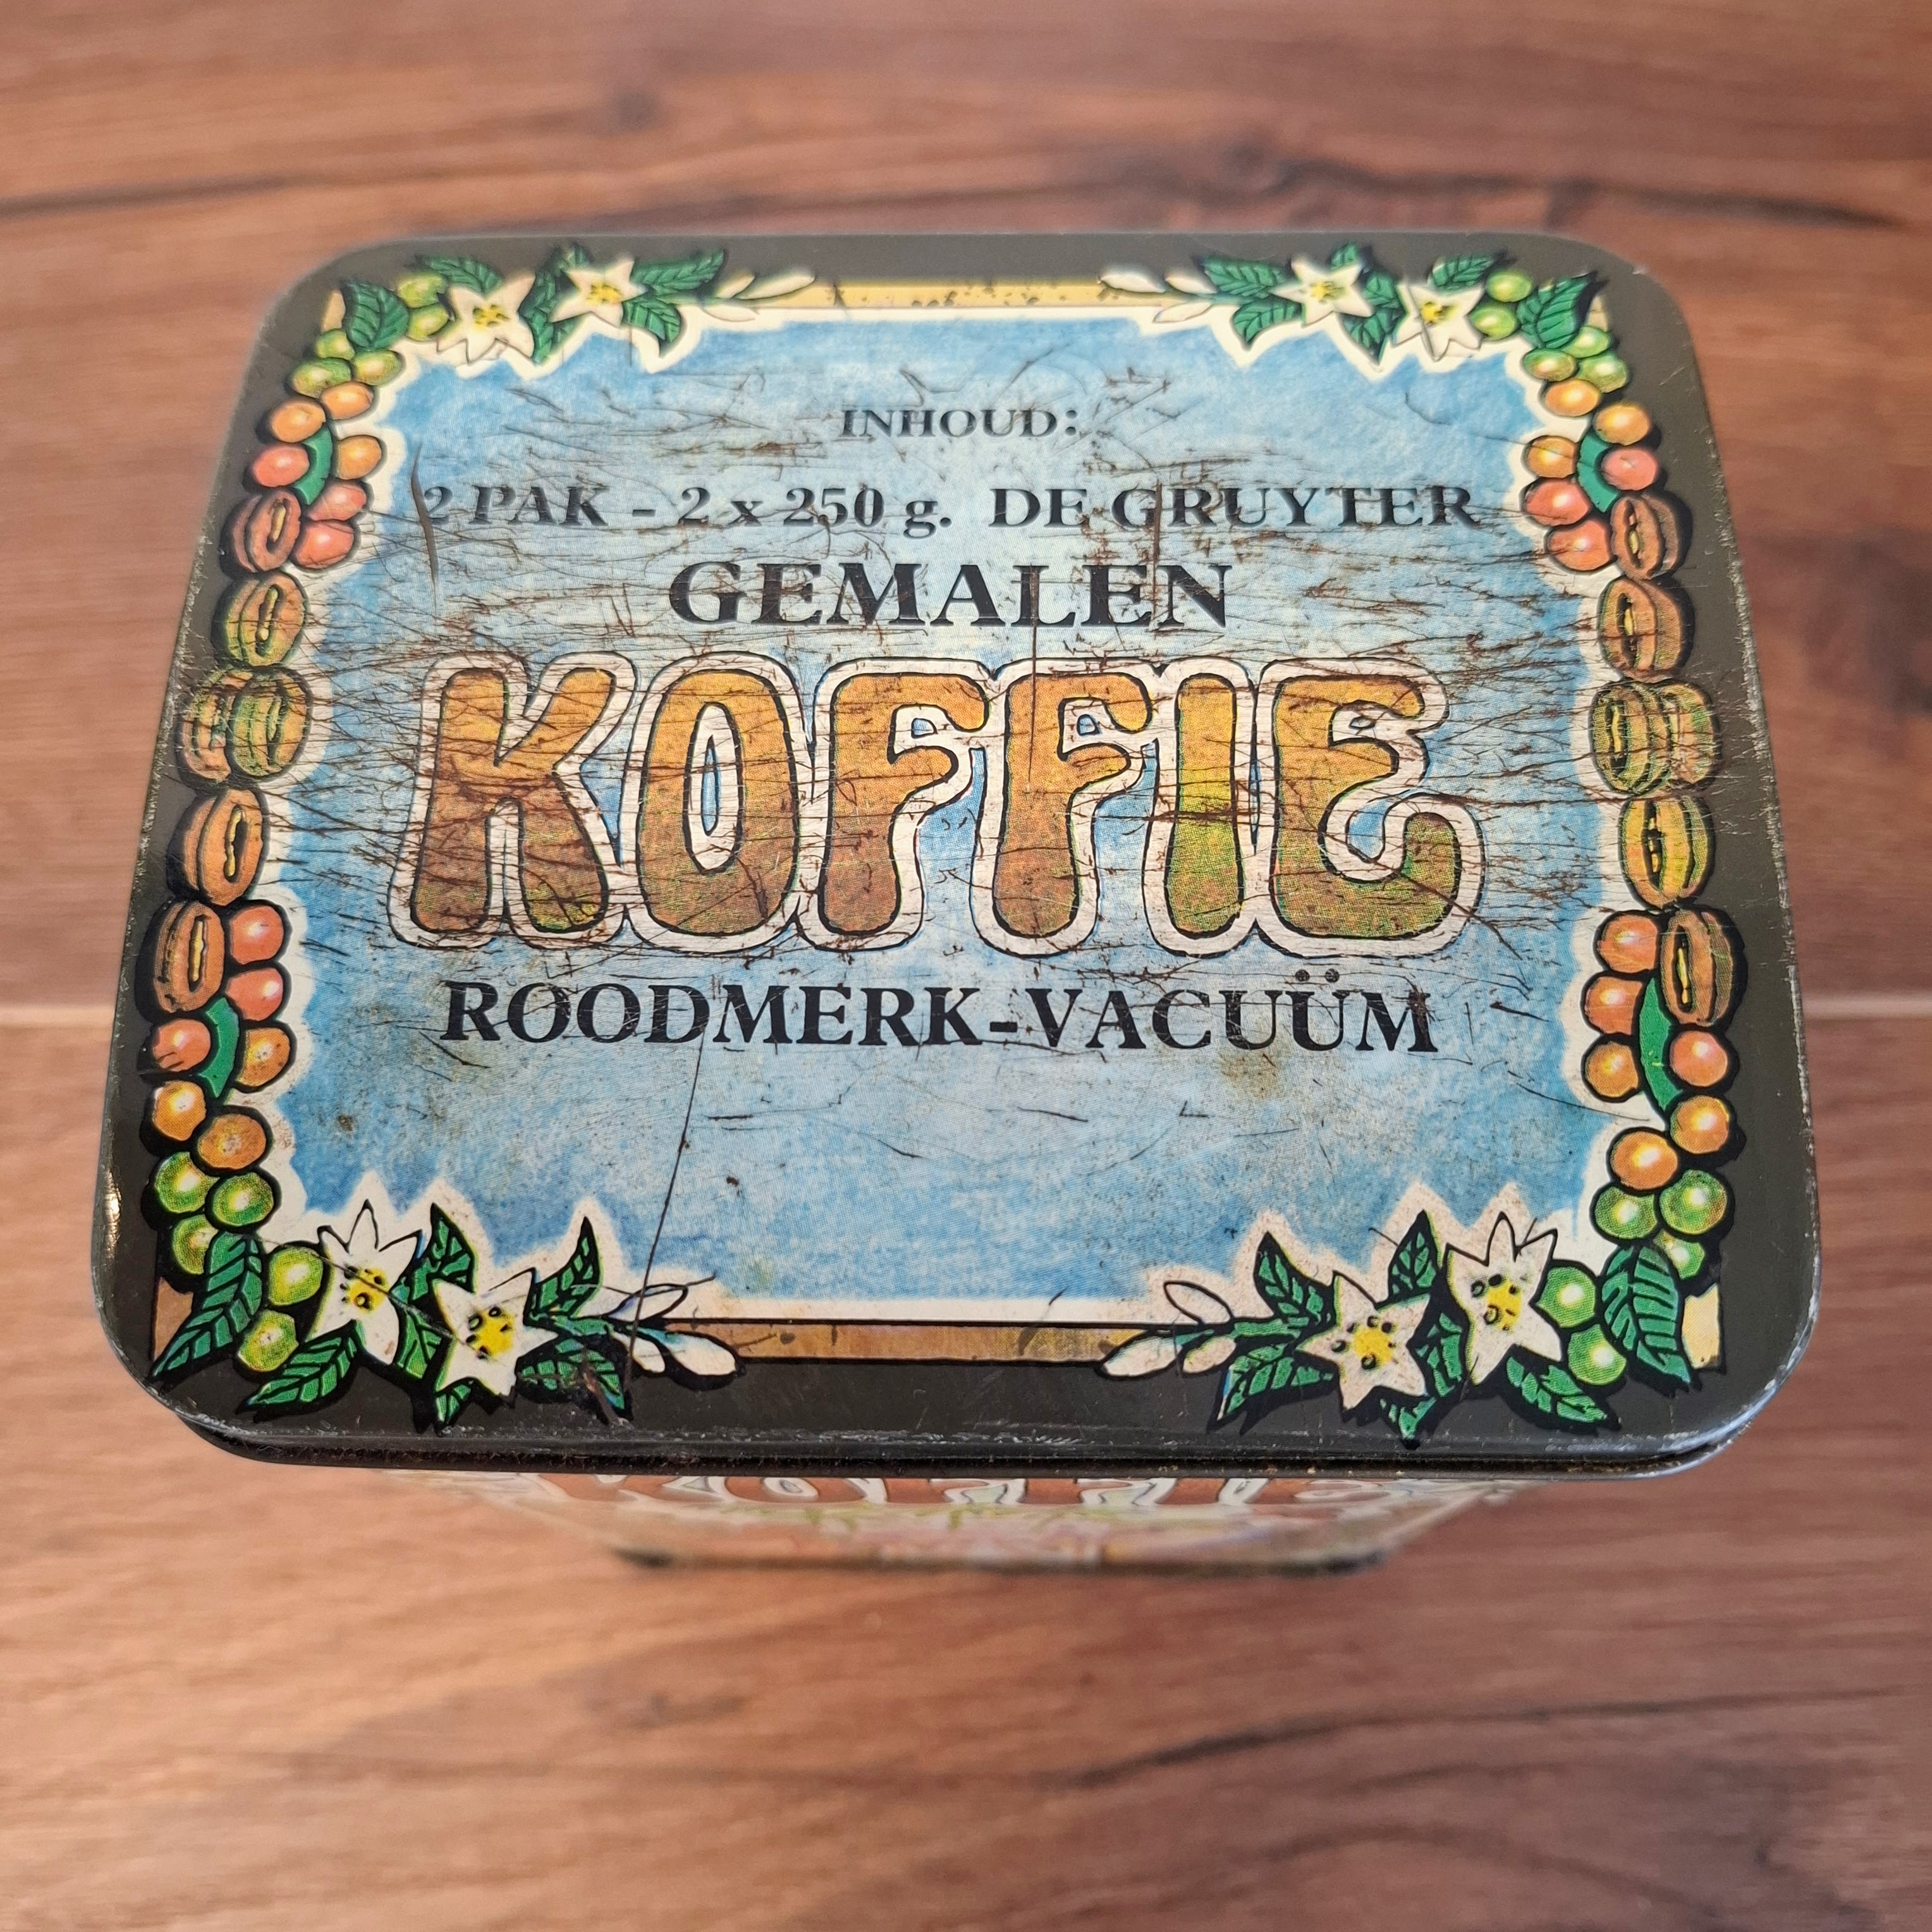 INHOUD:
2 PAK - 2 x 250 g. DE GRUYTER
GEMALEN
KOFFIE
ROODMERK-VACUÜM